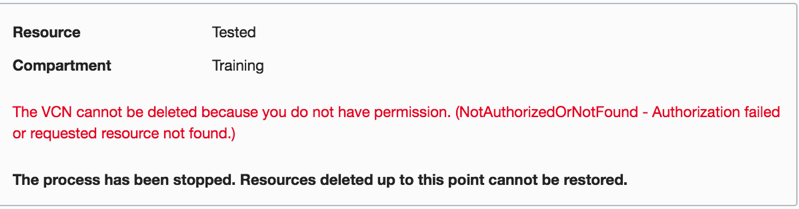 Resource Tested
Compartment Training
The VCN cannot be deleted because you do not have permission. (NotAuthorizedOrNotFound - Authorization failed
or requested resource not found.)
The process has been stopped. Resources deleted up to this point cannot be restored.